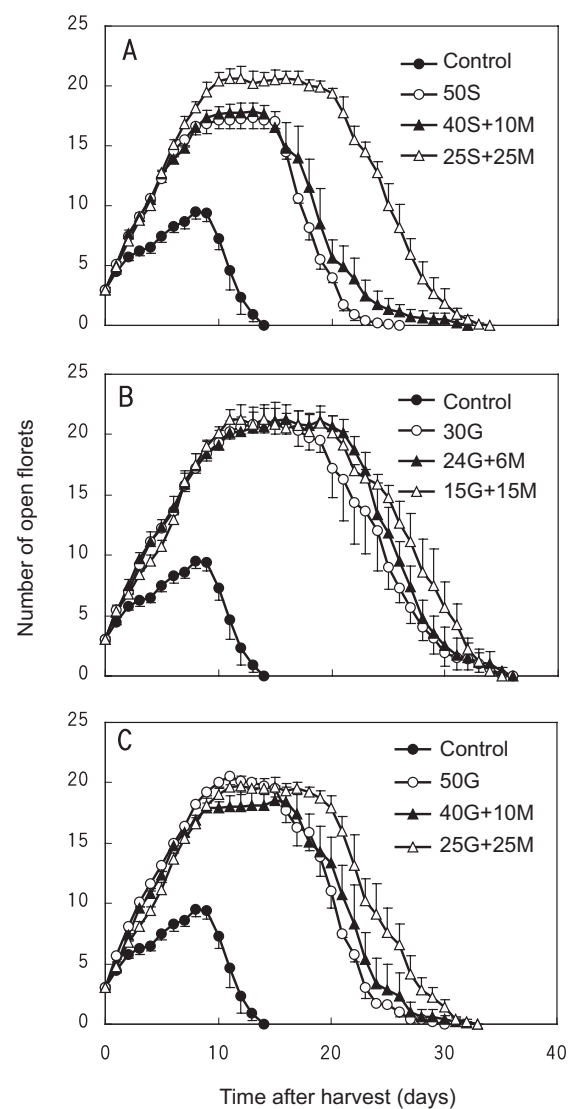 25
A
Control
20
50S
40S+10M
15
25S+25M
10
5
0
25
B
Control
20
30G
24G+6M
15
15G+15M
10
5
0
Number of open florets
25
C
Control
20
50G
40G+10M
15
25G+25M
10
5
0
0 10 20 30 40
Time after harvest (days)